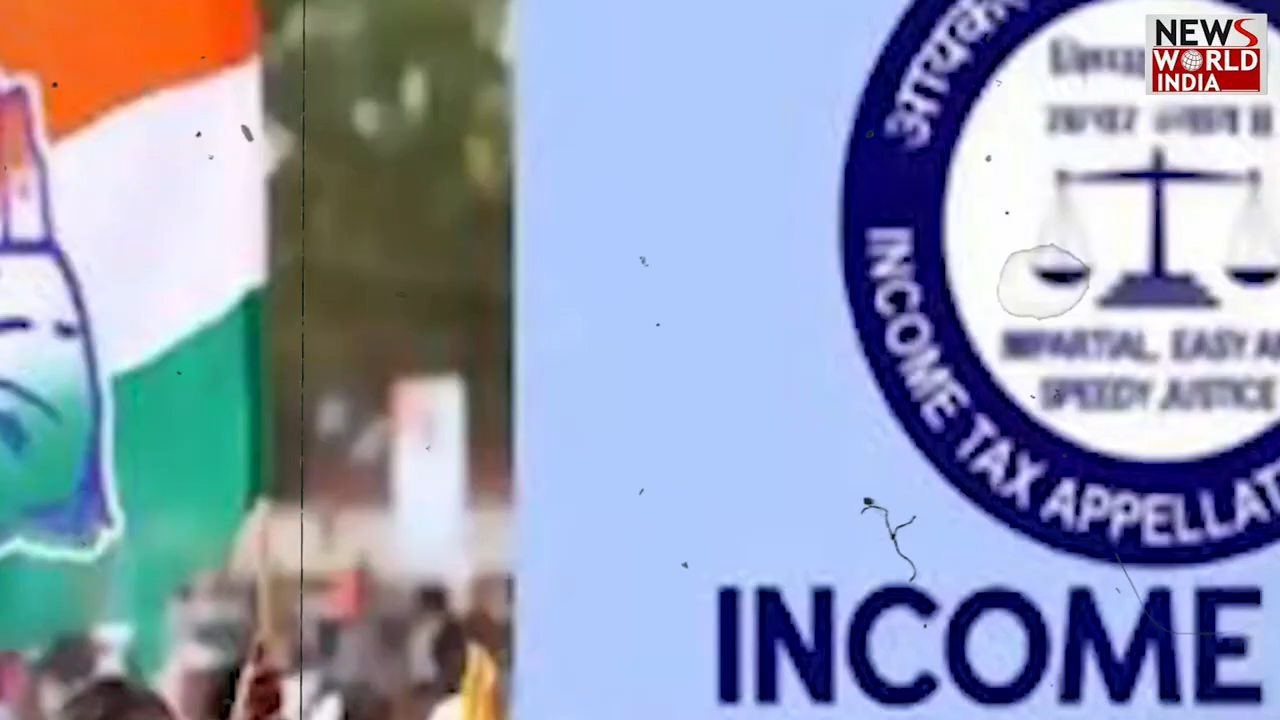 NEWS
WORLD
INDIA
INCOME TAX APPELLAT
IMPARTIAL, EASY A
SPEEDY JUSTICE
INCOME